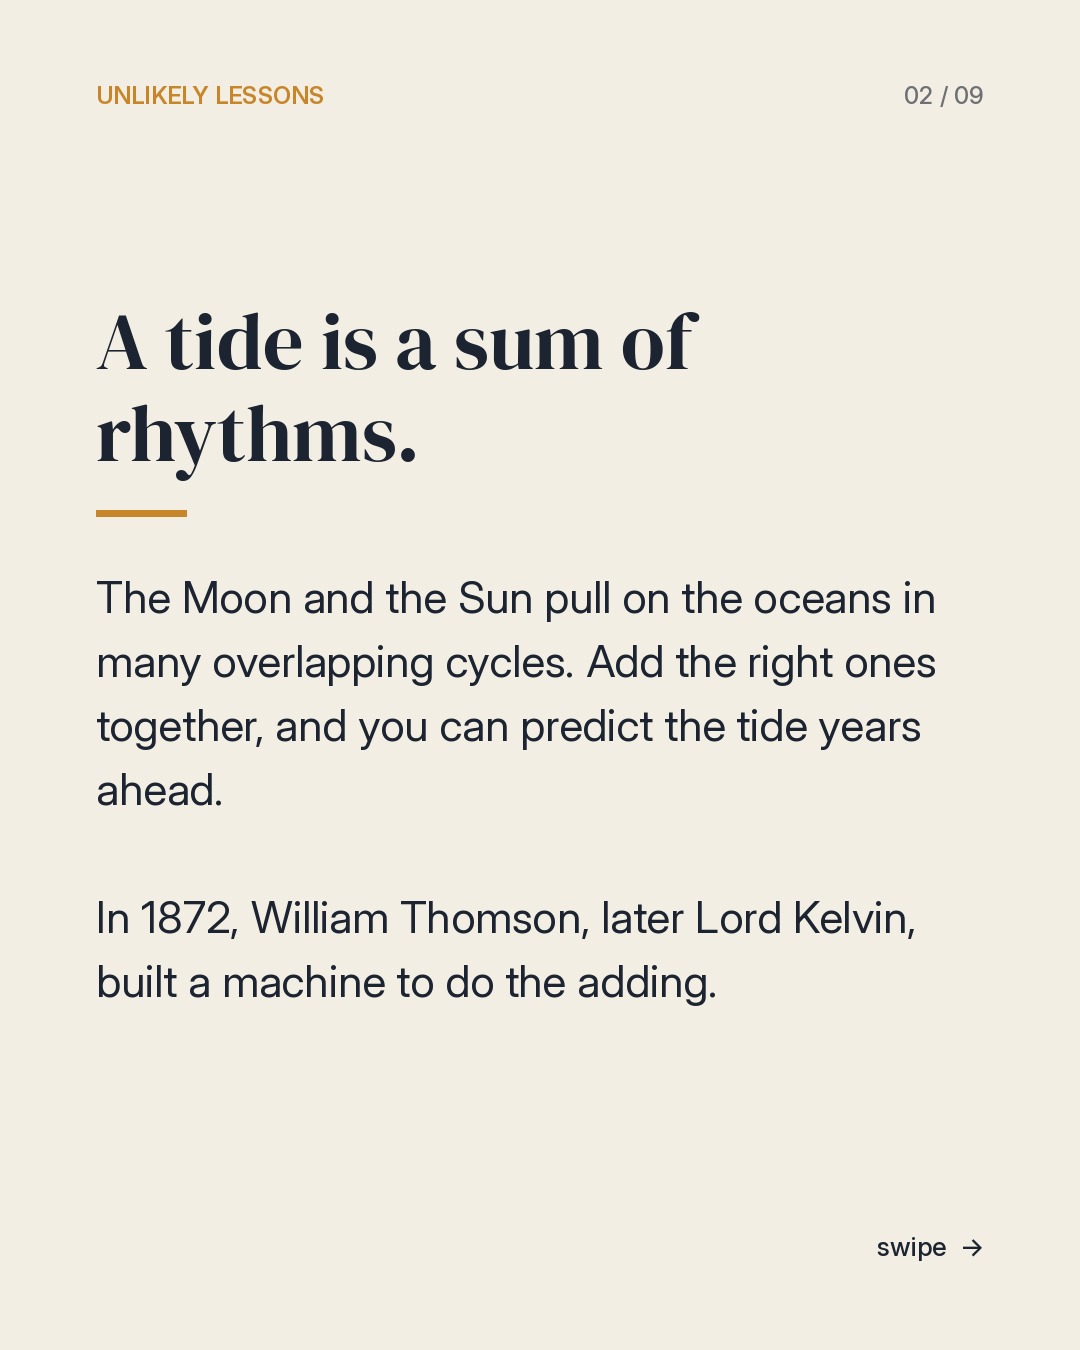 UNLIKELY LESSONS
02 / 09
A tide is a sum of
rhythms.
The Moon and the Sun pull on the oceans in
many overlapping cycles. Add the right ones
together, and you can predict the tide years
ahead.
In 1872, William Thomson, later Lord Kelvin,
built a machine to do the adding.
swipe →